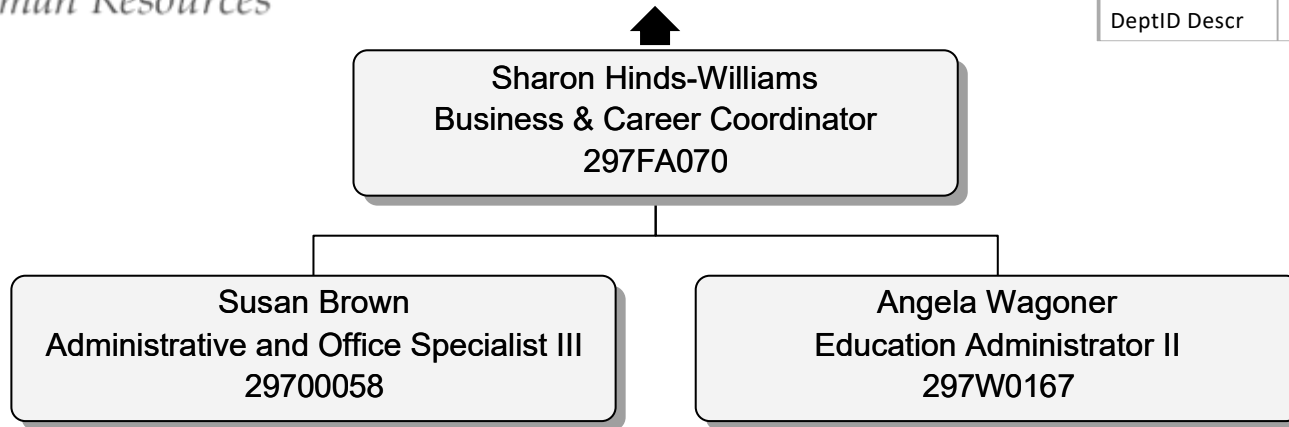 Resources
DeptID Descr
Sharon Hinds-Williams
Business & Career Coordinator
297FA070
Susan Brown
Administrative and Office Specialist III
29700058
Angela Wagoner
Education Administrator II
297W0167